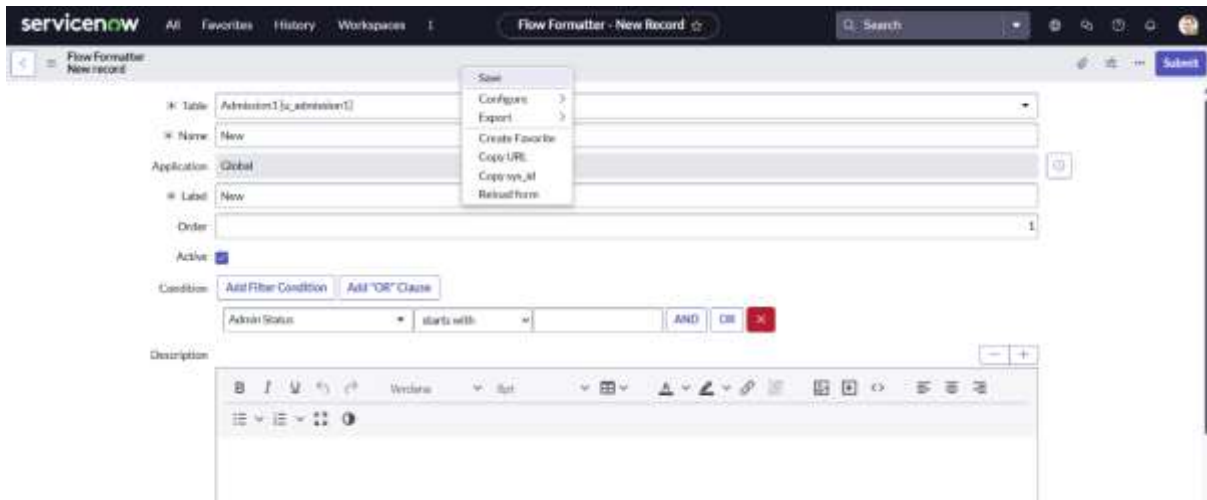 servicenow All Favorites History Workspaces Flow Formatter - New Record Search
Flow Formatter
New record
Submit
Save
Configure
Export
Create Favorite
Copy URL
Copy sys_id
Reload form
Table Admission1 [u_admission1]
Name New
Application Global
Label New
Order 1
Active
Condition Add Filter Condition Add "OR" Clause
Admin Status starts with AND OR
Description
B I U Verdana 8pt A